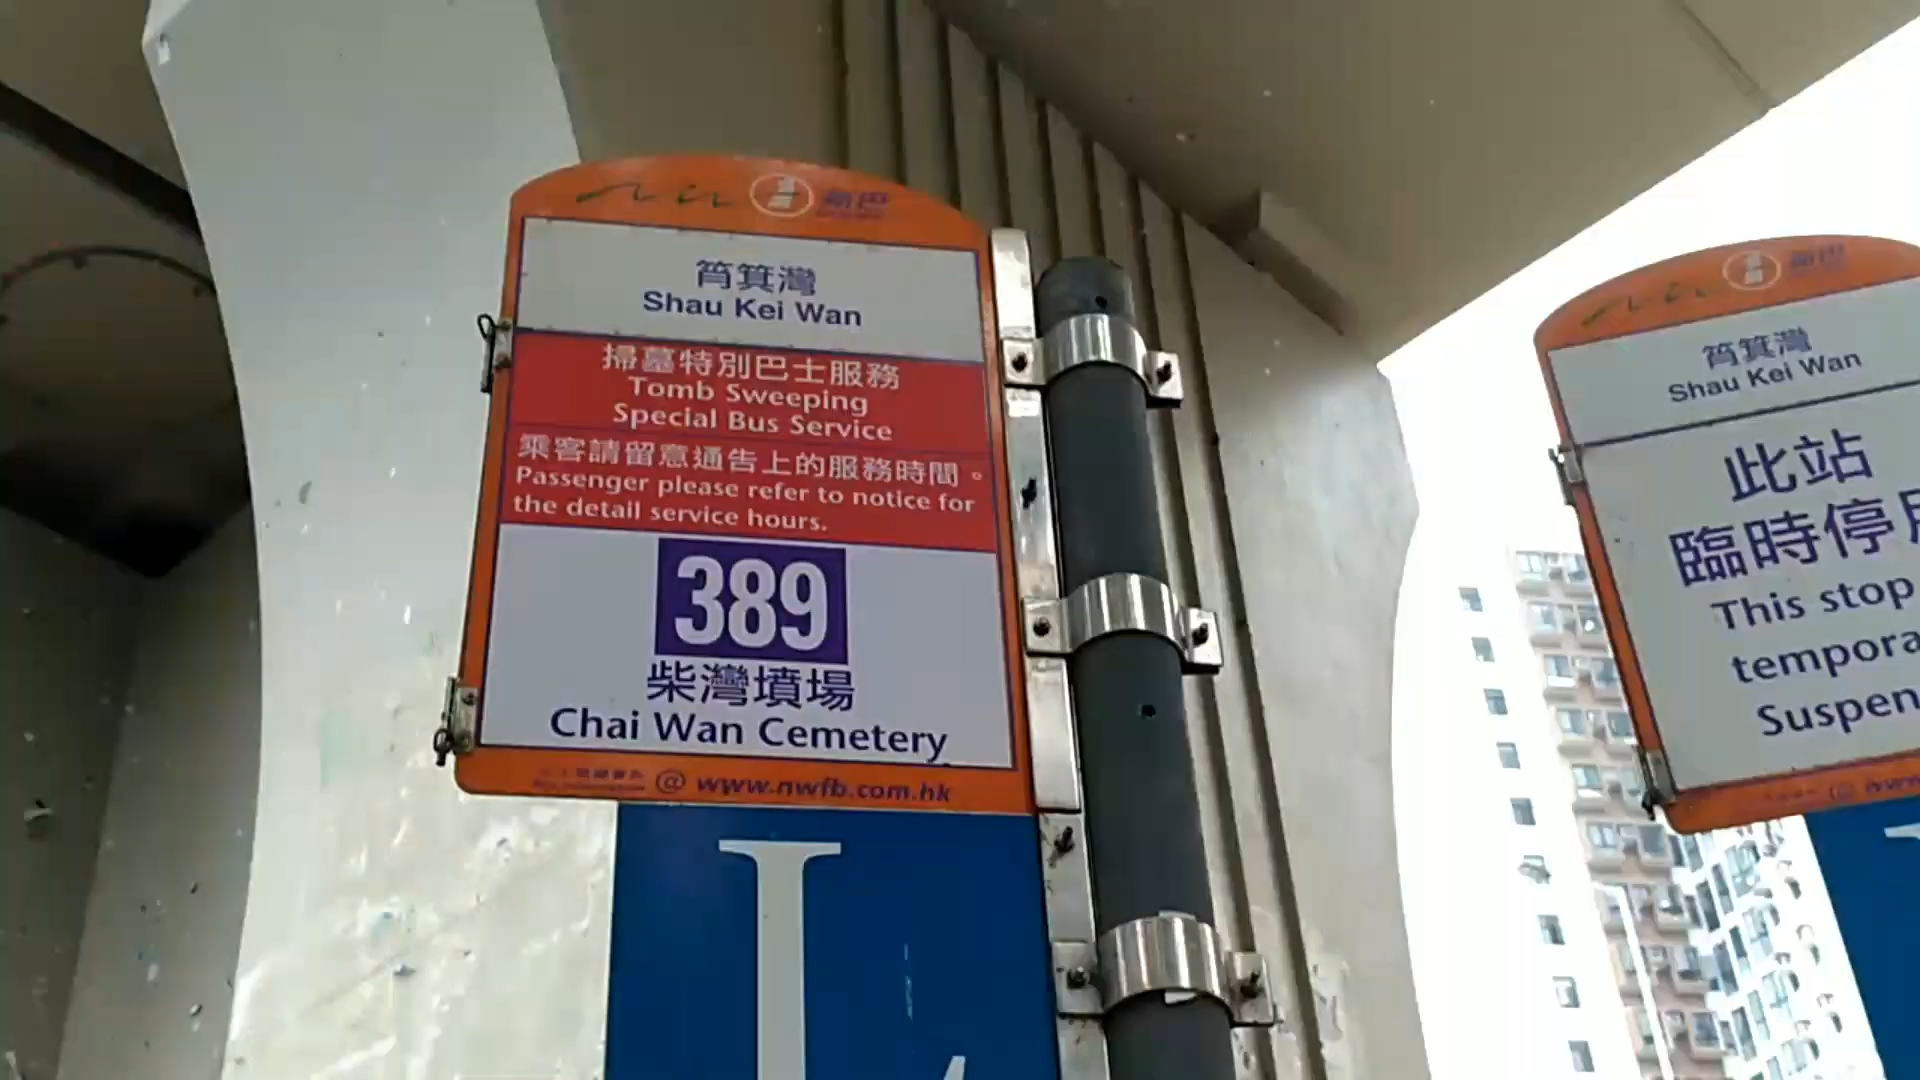 新巴
筲箕灣
Shau Kei Wan
掃墓特別巴士服務
Tomb Sweeping
Special Bus Service
乘客請留意通告上的服務時間。
Passenger please refer to notice for
the detail service hours.
389
柴灣墳場
Chai Wan Cemetery
@ www.nwfb.com.hk
L
新巴
筲箕灣
Shau Kei Wan
此站
臨時停
This stop
tempora
Suspen
@ www